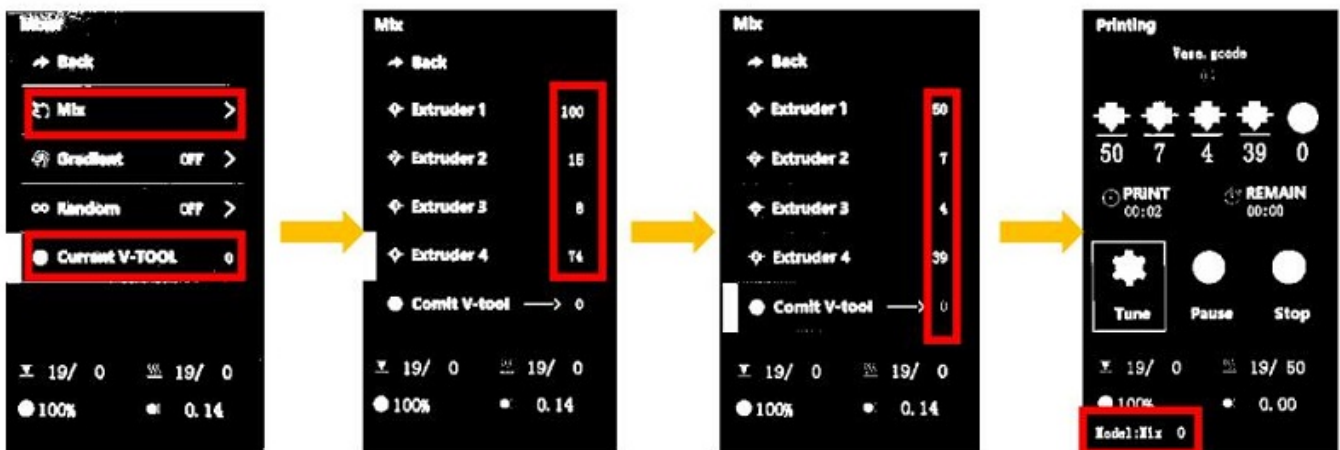 Mixer
Back
Mix >
Gradient OFF >
Random OFF >
Current V-TOOL 0
19/ 0 19/ 0
100% 0.14
Mix
Back
Extruder 1 100
Extruder 2 15
Extruder 3 8
Extruder 4 74
Comit V-tool 0
19/ 0 19/ 0
100% 0.14
Mix
Back
Extruder 1 50
Extruder 2 7
Extruder 3 4
Extruder 4 39
Comit V-tool 0
19/ 0 19/ 0
100% 0.14
Printing
Vase.gcode
50 7 4 39 0
PRINT REMAIN
00:02 00:00
Tune Pause Stop
19/ 0 19/ 50
100% 0.00
Model:Mix 0